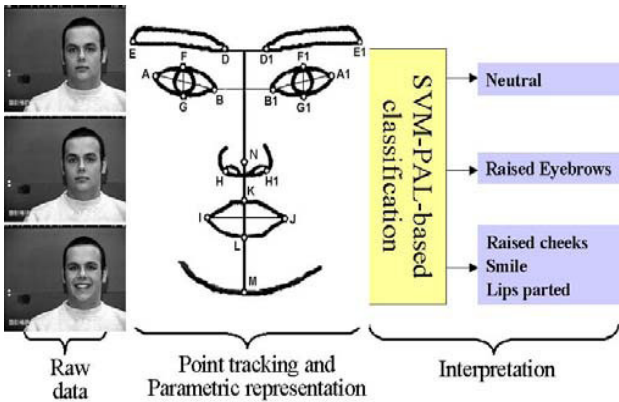 E
D
D1
E1
F
F1
A
A1
B
B1
G
G1
N
H
H1
K
I
J
L
M
SVM-PAL-based
classification
Neutral
Raised Eyebrows
Raised cheeks
Smile
Lips parted
Raw
data
Point tracking and
Parametric representation
Interpretation